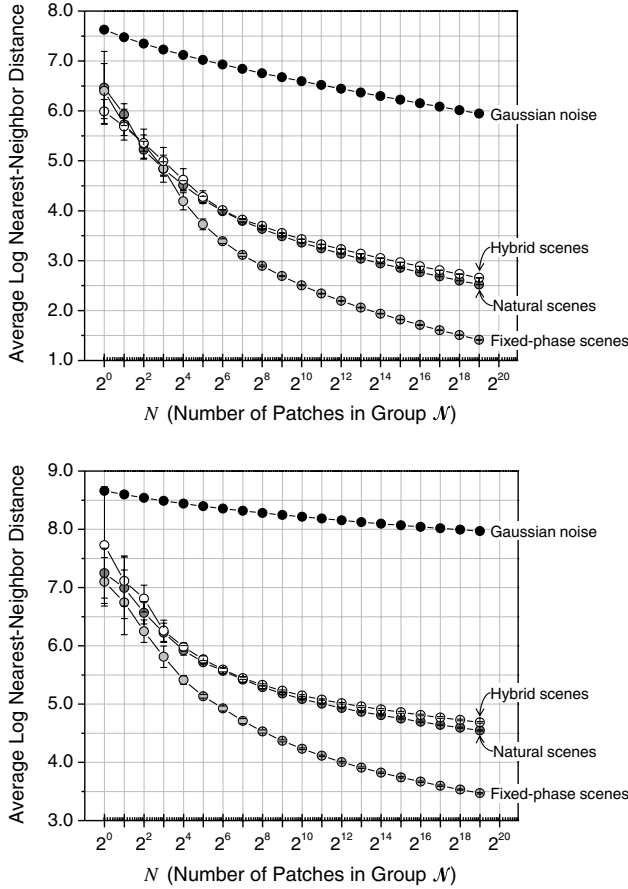 Average Log Nearest-Neighbor Distance
8.0
7.0
6.0
5.0
4.0
3.0
2.0
1.0
Gaussian noise
Hybrid scenes
Natural scenes
Fixed-phase scenes
2^0 2^2 2^4 2^6 2^8 2^10 2^12 2^14 2^16 2^18 2^20
N (Number of Patches in Group 𝒩)
Average Log Nearest-Neighbor Distance
9.0
8.0
7.0
6.0
5.0
4.0
3.0
Gaussian noise
Hybrid scenes
Natural scenes
Fixed-phase scenes
2^0 2^2 2^4 2^6 2^8 2^10 2^12 2^14 2^16 2^18 2^20
N (Number of Patches in Group 𝒩)